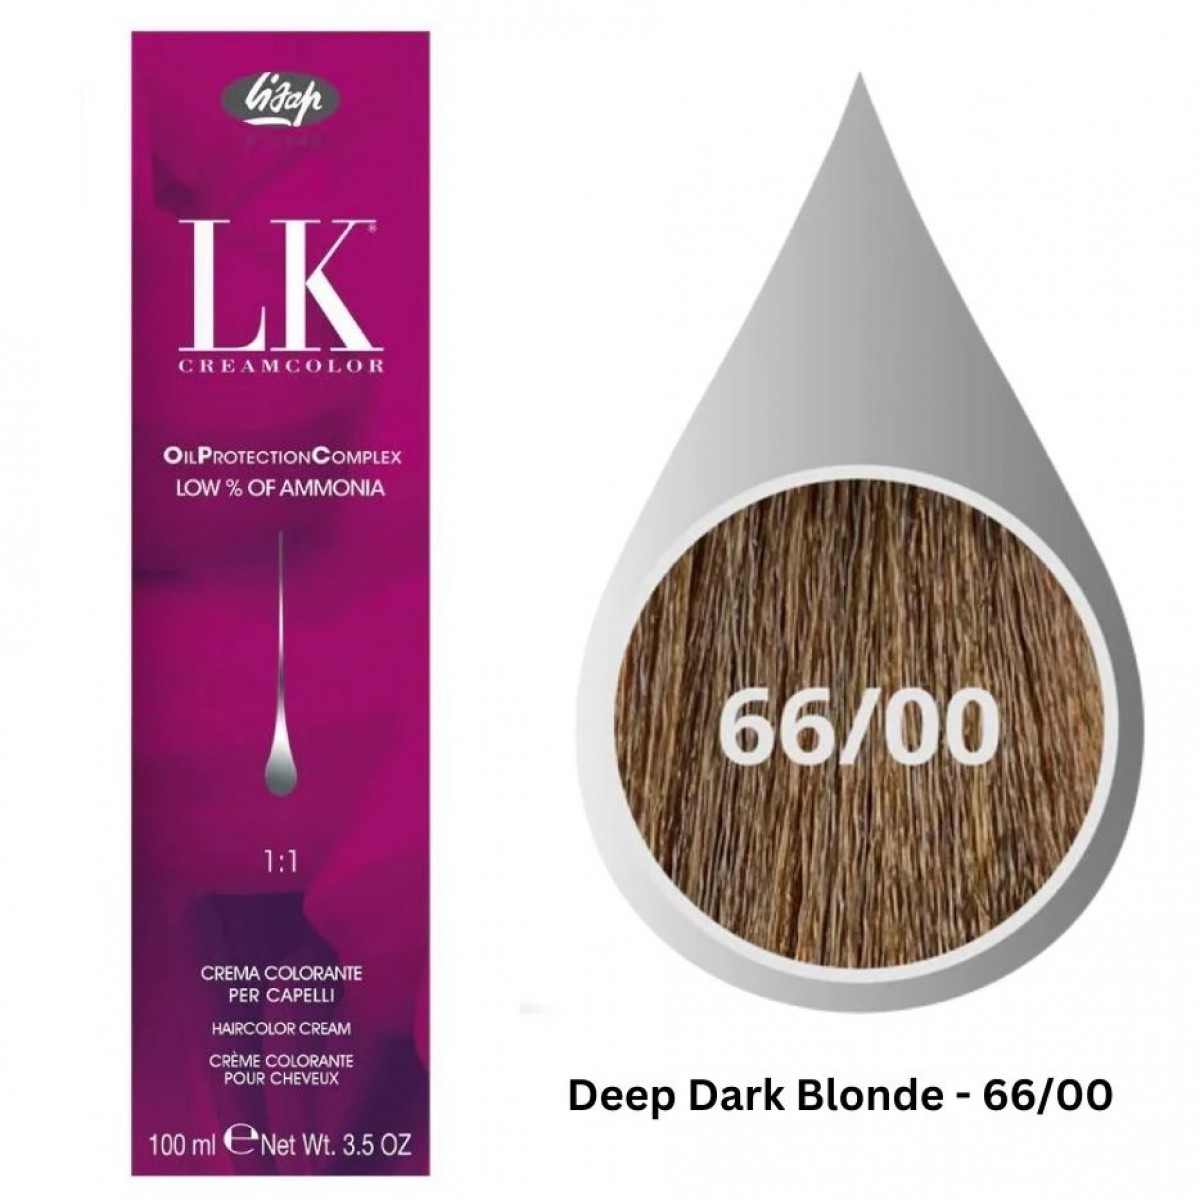 Lisap
LK®
CREAMCOLOR
OILPROTECTIONCOMPLEX
LOW % OF AMMONIA
1:1
CREMA COLORANTE
PER CAPELLI
HAIRCOLOR CREAM
CRÈME COLORANTE
POUR CHEVEUX
100 ml ℮ Net Wt. 3.5 OZ
66/00
Deep Dark Blonde - 66/00